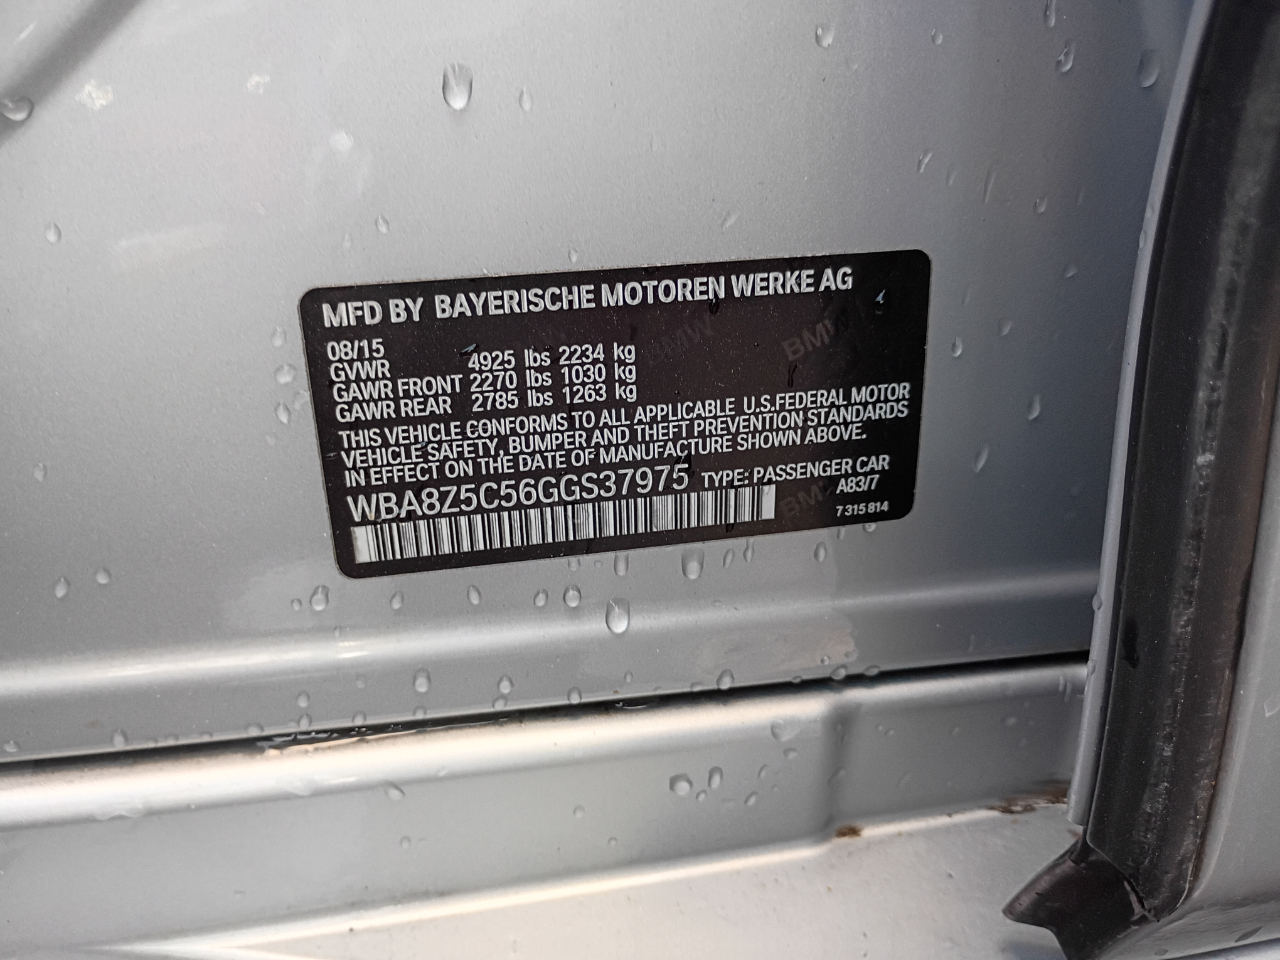 MFD BY BAYERISCHE MOTOREN WERKE AG
08/15
GVWR 4925 lbs 2234 kg
GAWR FRONT 2270 lbs 1030 kg
GAWR REAR 2785 lbs 1263 kg
THIS VEHICLE CONFORMS TO ALL APPLICABLE U.S.FEDERAL MOTOR
VEHICLE SAFETY, BUMPER AND THEFT PREVENTION STANDARDS
IN EFFECT ON THE DATE OF MANUFACTURE SHOWN ABOVE.
WBA8Z5C56GGS37975 TYPE: PASSENGER CAR
A83/7
7 315 814
BMW
BMW
BMW